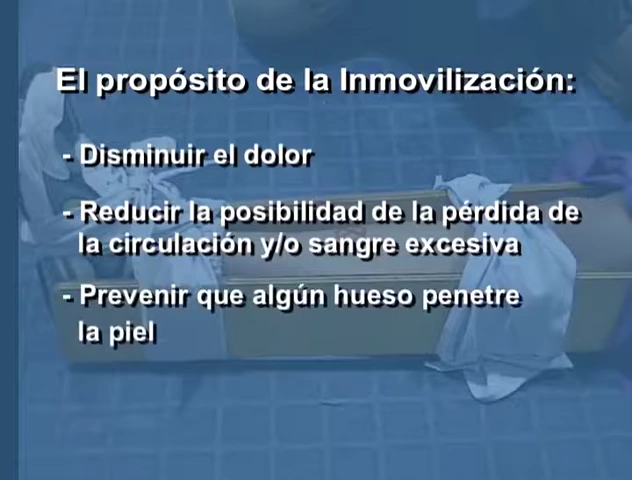 El propósito de la Inmovilización:
- Disminuir el dolor
- Reducir la posibilidad de la pérdida de
la circulación y/o sangre excesiva
- Prevenir que algún hueso penetre
la piel